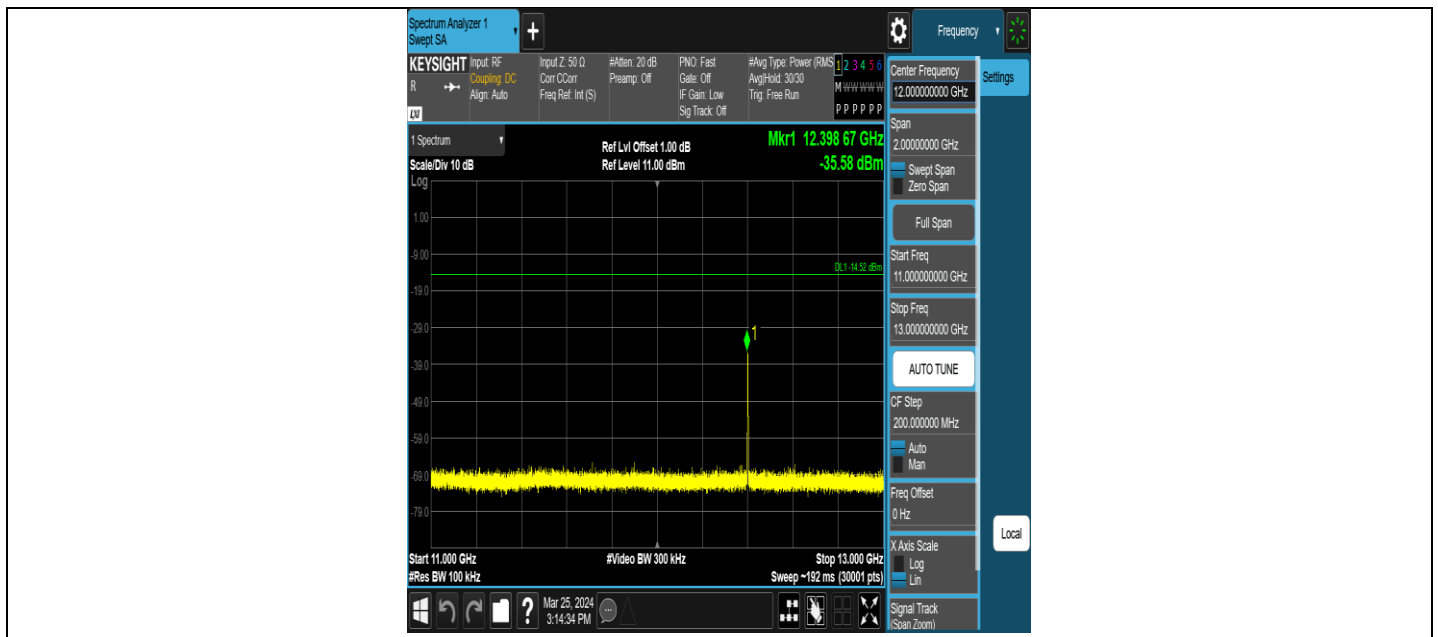 Spectrum Analyzer 1
Swept SA
+
Frequency
KEYSIGHT
R
LXI
Input: RF
Coupling: DC
Align: Auto
Input Z: 50 Ω
Corr CCorr
Freq Ref: Int (S)
#Atten: 20 dB
Preamp: Off
PNO: Fast
Gate: Off
IF Gain: Low
Sig Track: Off
#Avg Type: Power (RMS
Avg|Hold: 30/30
Trig: Free Run
1 2 3 4 5 6
M W W W W W
P P P P P P
1 Spectrum
Scale/Div 10 dB
Log
Ref Lvl Offset 1.00 dB
Ref Level 11.00 dBm
Mkr1 12.398 67 GHz
-35.58 dBm
1.00
-9.00
DL1 -14.52 dBm
-19.0
-29.0
1
-39.0
-49.0
-59.0
-69.0
-79.0
Start 11.000 GHz
#Video BW 300 kHz
Stop 13.000 GHz
#Res BW 100 kHz
Sweep ~192 ms (30001 pts)
Mar 25, 2024
3:14:34 PM
?
Center Frequency
12.00000000 GHz
Settings
Span
2.00000000 GHz
Swept Span
Zero Span
Full Span
Start Freq
11.000000000 GHz
Stop Freq
13.000000000 GHz
AUTO TUNE
CF Step
200.000000 MHz
Auto
Man
Freq Offset
0 Hz
X Axis Scale
Log
Lin
Local
Signal Track
(Span Zoom)